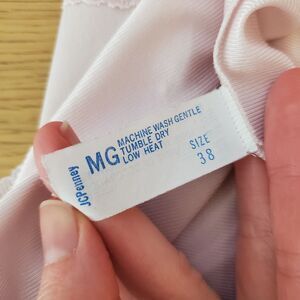 JCPenney
MG
MACHINE WASH GENTLE
TUMBLE DRY
LOW HEAT
SIZE
38